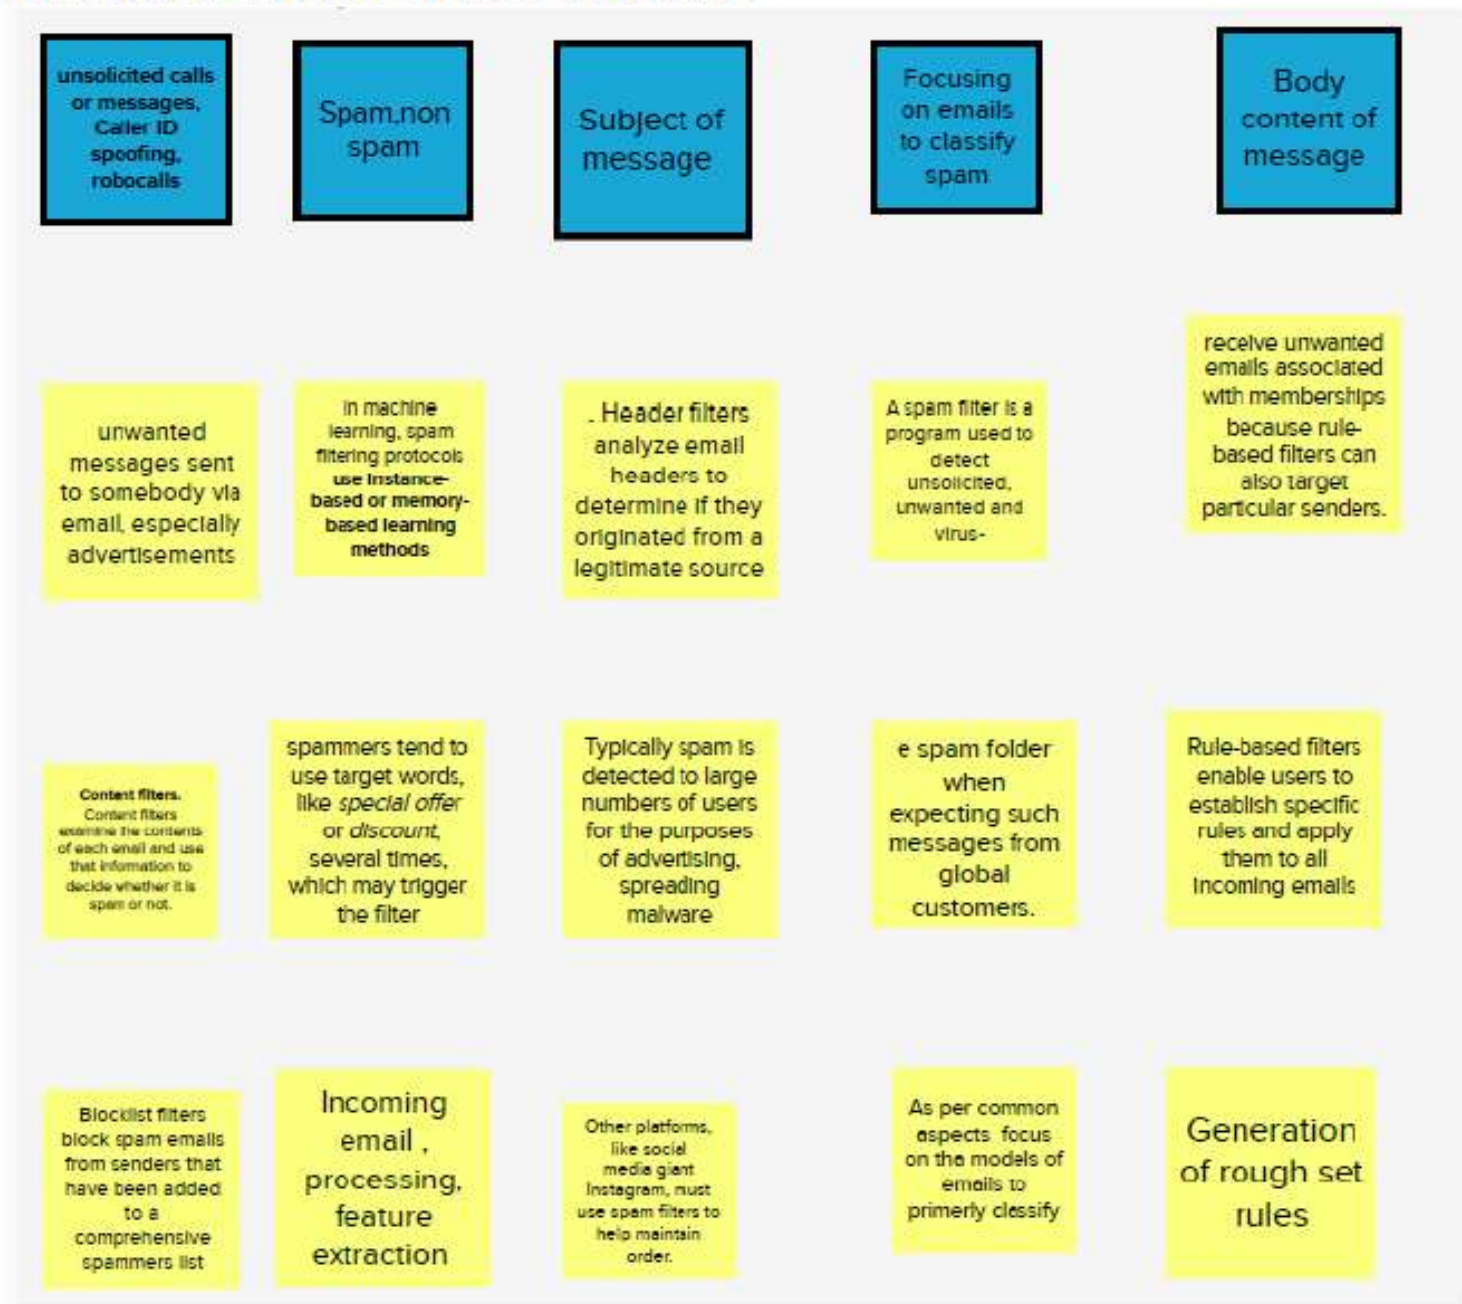 unsolicited calls
or messages,
Caller ID
spoofing,
robocalls
Spam,non
spam
Subject of
message
Focusing
on emails
to classify
spam
Body
content of
message
unwanted
messages sent
to somebody via
email, especially
advertisements
in machine
learning, spam
filtering protocols
use instance-
based or memory-
based learning
methods
. Header filters
analyze email
headers to
determine if they
originated from a
legitimate source
A spam filter is a
program used to
detect
unsolicited,
unwanted and
virus-
receive unwanted
emails associated
with memberships
because rule-
based filters can
also target
particular senders.
Content filters.
Content filters
examine the contents
of each email and use
that information to
decide whether it is
spam or not.
spammers tend to
use target words,
like special offer
or discount,
several times,
which may trigger
the filter
Typically spam is
detected to large
numbers of users
for the purposes
of advertising,
spreading
malware
e spam folder
when
expecting such
messages from
global
customers.
Rule-based filters
enable users to
establish specific
rules and apply
them to all
incoming emails
Blocklist filters
block spam emails
from senders that
have been added
to a
comprehensive
spammers list
Incoming
email ,
processing,
feature
extraction
Other platforms,
like social
media giant
Instagram, must
use spam filters to
help maintain
order.
As per common
aspects focus
on the models of
emails to
primerly classify
Generation
of rough set
rules